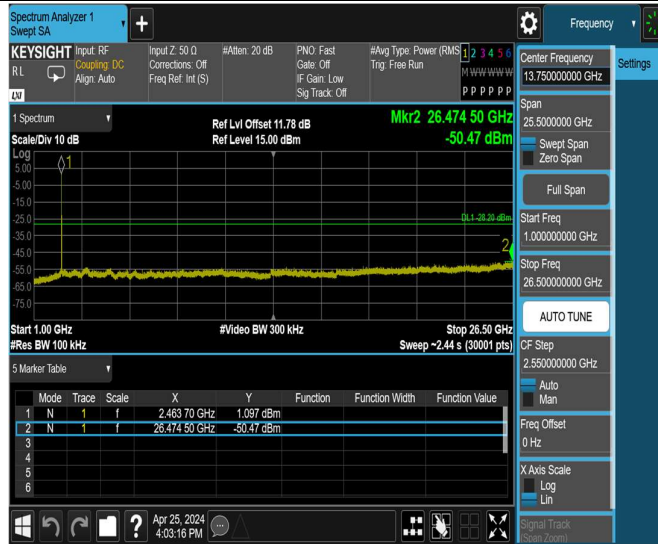 Spectrum Analyzer 1
Swept SA
+
Frequency
KEYSIGHT
RL
LXI
Input: RF
Coupling: DC
Align: Auto
Input Z: 50 Ω
Corrections: Off
Freq Ref: Int (S)
#Atten: 20 dB
PNO: Fast
Gate: Off
IF Gain: Low
Sig Track: Off
#Avg Type: Power (RMS
Trig: Free Run
1 2 3 4 5 6
M W W W W W
P P P P P P
1 Spectrum
Scale/Div 10 dB
Ref Lvl Offset 11.78 dB
Ref Level 15.00 dBm
Mkr2 26.474 50 GHz
-50.47 dBm
Log
5.00
-5.00
-15.0
-25.0
-35.0
-45.0
-55.0
-65.0
-75.0
1
DL1 -28.20 dBm
2
Start 1.00 GHz
#Res BW 100 kHz
#Video BW 300 kHz
Stop 26.50 GHz
Sweep ~2.44 s (30001 pts)
5 Marker Table
Mode Trace Scale X Y Function Function Width Function Value
1 N 1 f 2.463 70 GHz 1.097 dBm
2 N 1 f 26.474 50 GHz -50.47 dBm
3
4
5
6
Center Frequency
13.750000000 GHz
Settings
Span
25.5000000 GHz
Swept Span
Zero Span
Full Span
Start Freq
1.000000000 GHz
Stop Freq
26.500000000 GHz
AUTO TUNE
CF Step
2.550000000 GHz
Auto
Man
Freq Offset
0 Hz
X Axis Scale
Log
Lin
Signal Track
(Span Zoom)
?
Apr 25, 2024
4:03:16 PM